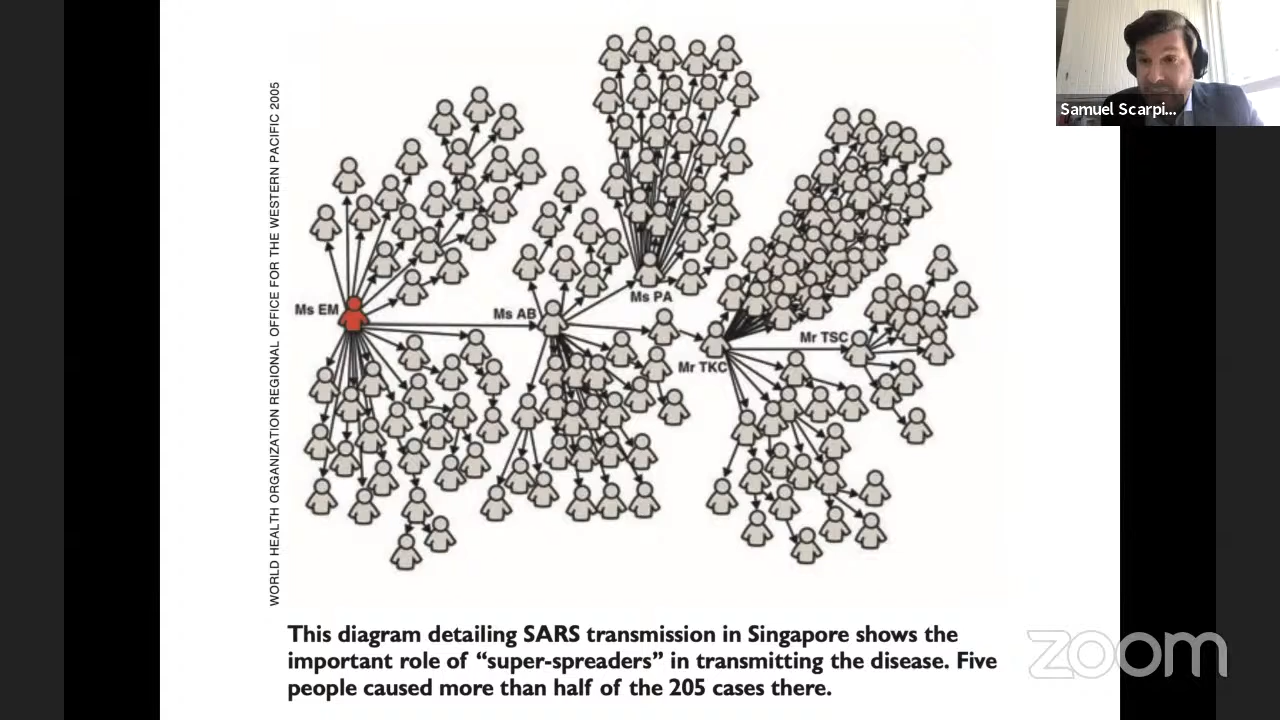 Samuel Scarpi...
WORLD HEALTH ORGANIZATION REGIONAL OFFICE FOR THE WESTERN PACIFIC 2005
Ms EM
Ms AB
Ms PA
Mr TKC
Mr TSC
This diagram detailing SARS transmission in Singapore shows the
important role of “super-spreaders” in transmitting the disease. Five
people caused more than half of the 205 cases there.
zoom